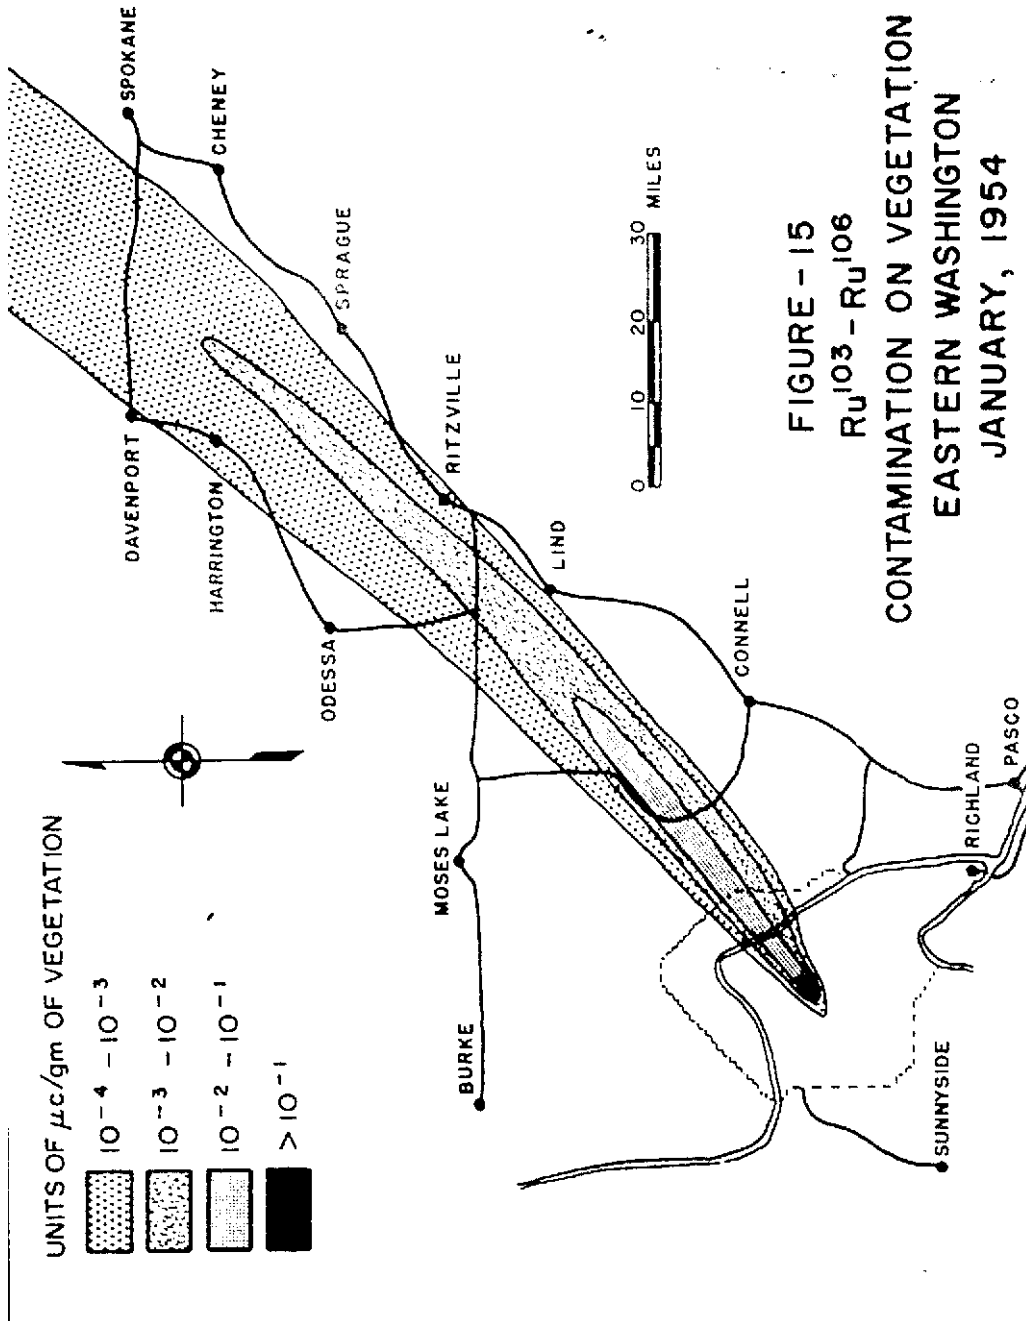 UNITS OF μc/gm OF VEGETATION
10⁻⁴ - 10⁻³
10⁻³ - 10⁻²
10⁻² - 10⁻¹
> 10⁻¹
SPOKANE
CHENEY
DAVENPORT
HARRINGTON
SPRAGUE
ODESSA
RITZVILLE
MOSES LAKE
BURKE
LIND
CONNELL
RICHLAND
PASCO
SUNNYSIDE
0 10 20 30
MILES
FIGURE - 15
Ru¹⁰³ - Ru¹⁰⁶
CONTAMINATION ON VEGETATION
EASTERN WASHINGTON
JANUARY, 1954